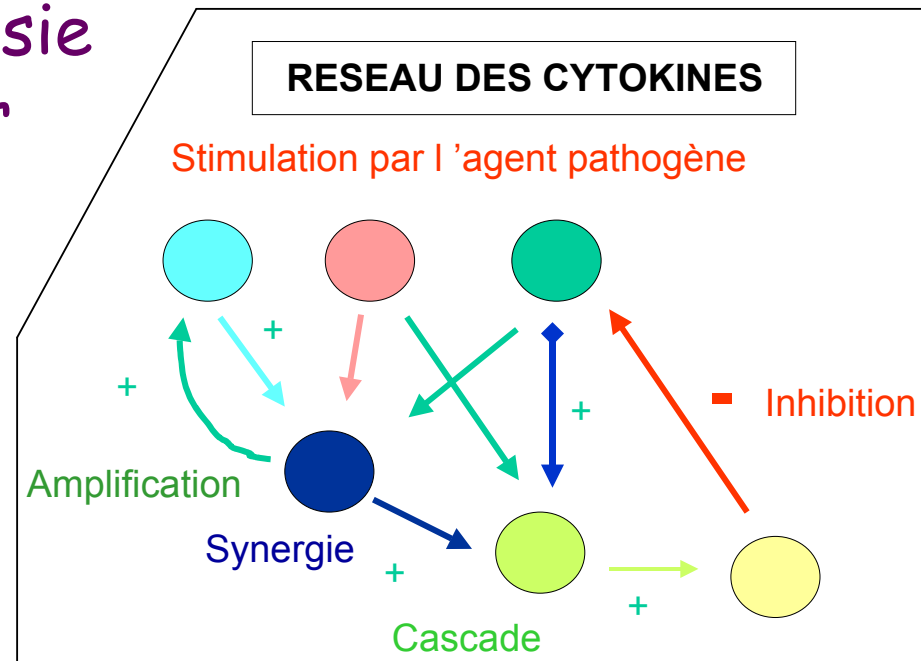 sie
RESEAU DES CYTOKINES
Stimulation par l ’agent pathogène
+
+
+
- Inhibition
Amplification
Synergie
+
+
Cascade